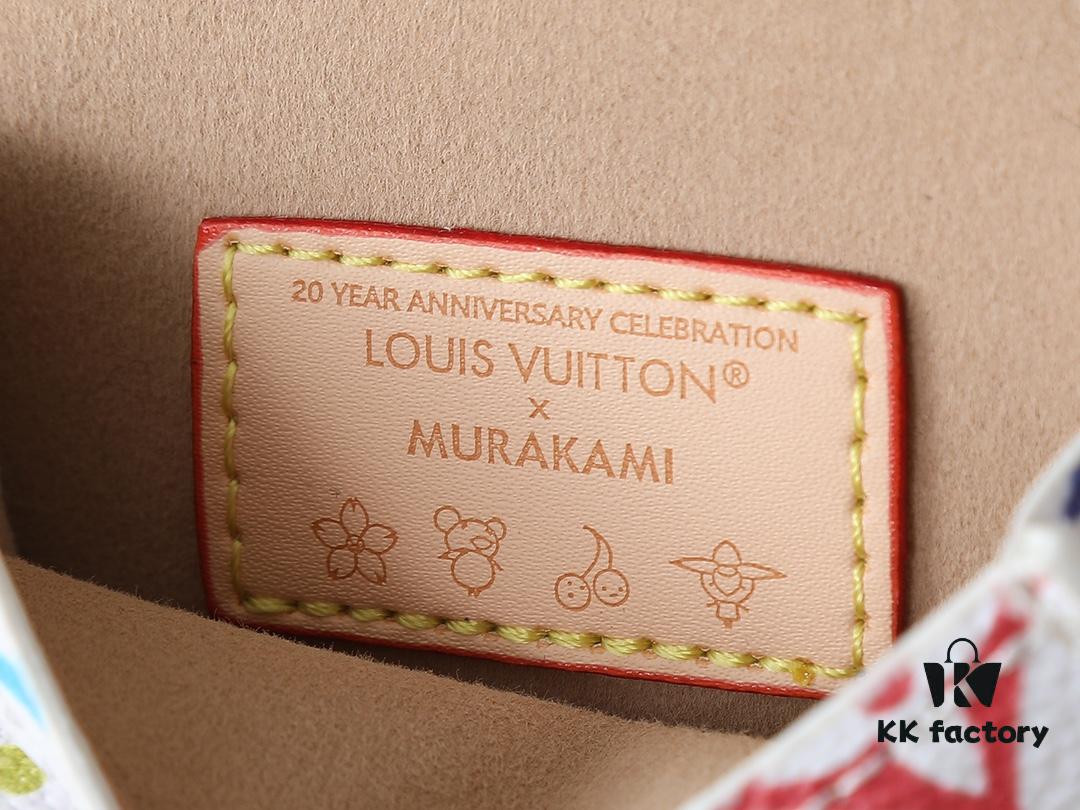 20 YEAR ANNIVERSARY CELEBRATION
LOUIS VUITTON®
x
MURAKAMI
K
KK factory